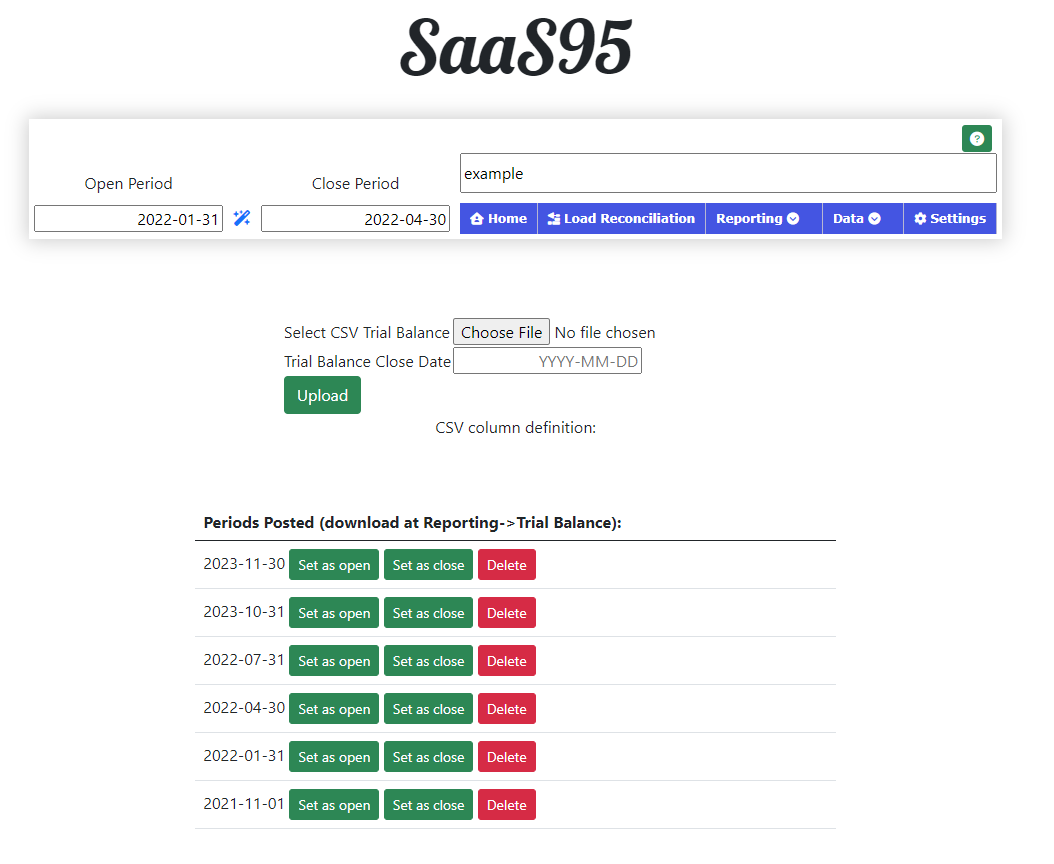 SaaS95
Open Period
Close Period
example
2022-01-31
2022-04-30
Home
Load Reconciliation
Reporting
Data
Settings
Select CSV Trial Balance Choose File No file chosen
Trial Balance Close Date YYYY-MM-DD
Upload
CSV column definition:
Periods Posted (download at Reporting->Trial Balance):
2023-11-30 Set as open Set as close Delete
2023-10-31 Set as open Set as close Delete
2022-07-31 Set as open Set as close Delete
2022-04-30 Set as open Set as close Delete
2022-01-31 Set as open Set as close Delete
2021-11-01 Set as open Set as close Delete